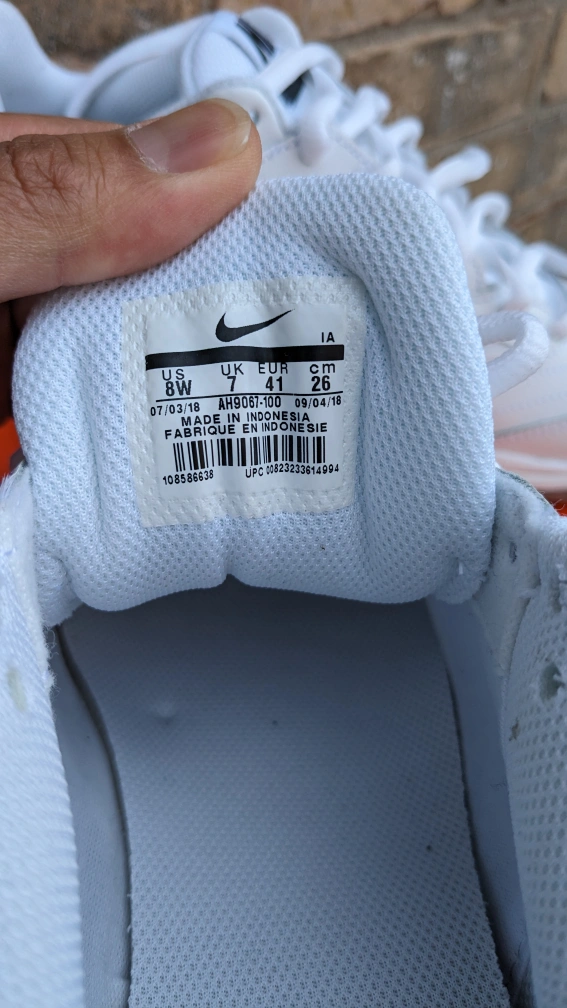 IA
US UK EUR cm
8W 7 41 26
07/03/18 AH9067-100 09/04/18
MADE IN INDONESIA
FABRIQUE EN INDONESIE
108586638 UPC 00823233614994